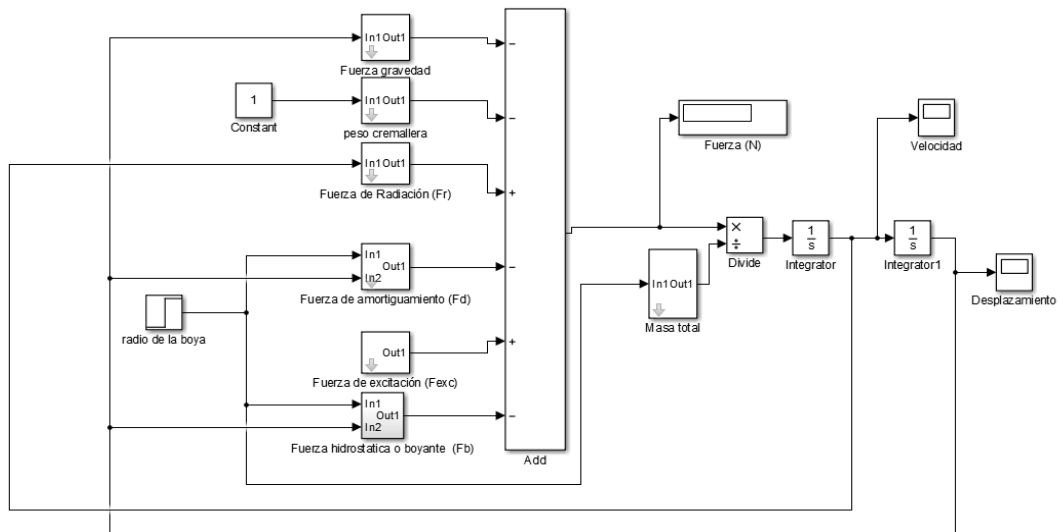 In1 Out1
Fuerza gravedad
1
Constant
In1 Out1
peso cremallera
In1 Out1
Fuerza de Radiación (Fr)
In1
In2
Out1
Fuerza de amortiguamiento (Fd)
radio de la boya
Out1
Fuerza de excitación (Fexc)
In1
In2
Out1
Fuerza hidrostatica o boyante (Fb)
−
−
+
−
+
−
Add
Fuerza (N)
In1 Out1
Masa total
×
÷
Divide
1
s
Integrator
Velocidad
1
s
Integrator1
Desplazamiento